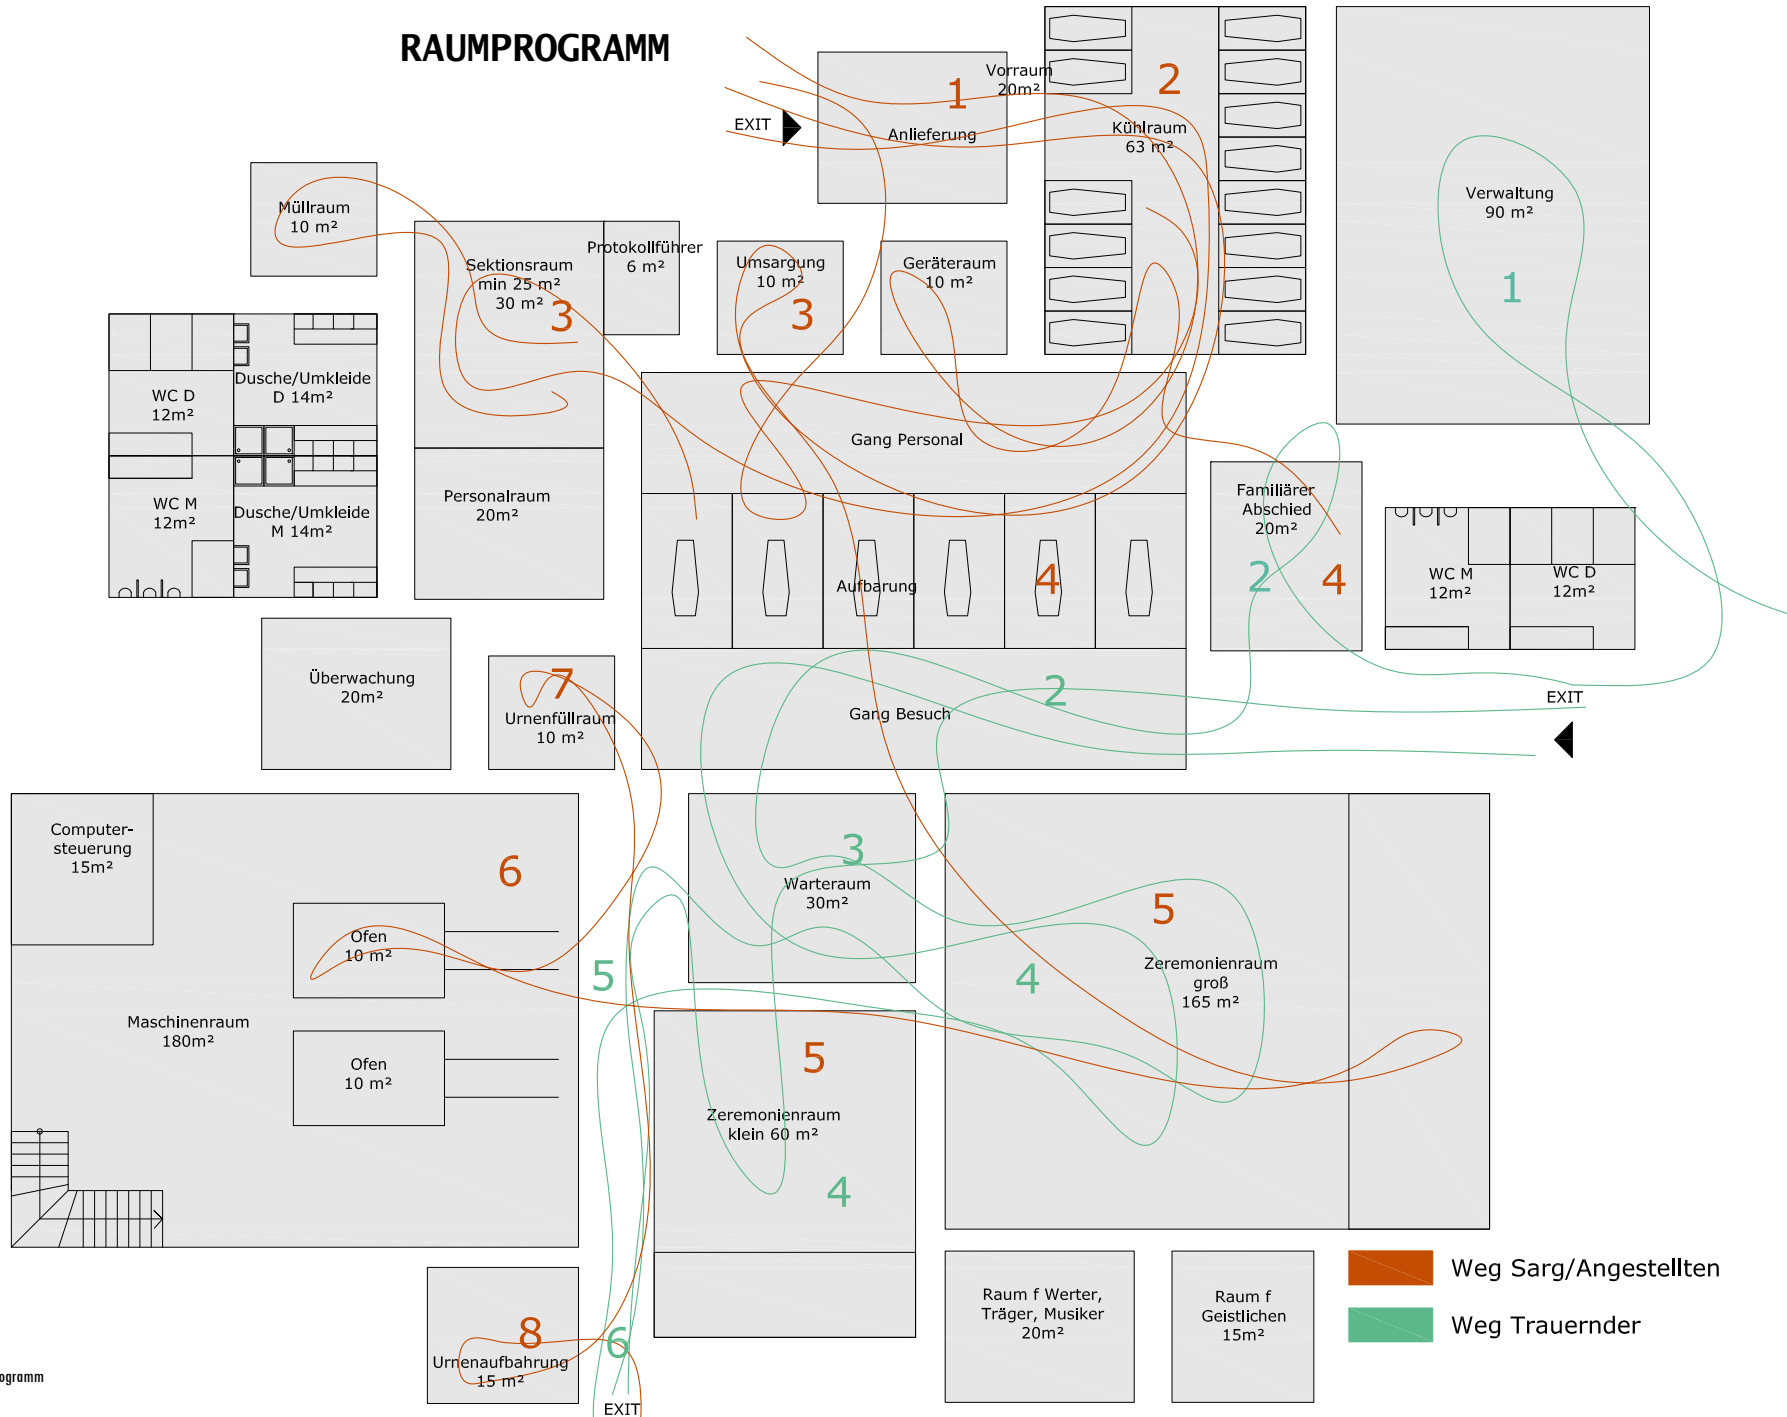 RAUMPROGRAMM
EXIT
1
Anlieferung
Vorraum
20m²
2
Kühlraum
63 m²
Verwaltung
90 m²
1
Müllraum
10 m²
Sektionsraum
min 25 m²
30 m²
3
Protokollführer
6 m²
Umsargung
10 m²
3
Geräteraum
10 m²
WC D
12m²
Dusche/Umkleide
D 14m²
WC M
12m²
Dusche/Umkleide
M 14m²
Personalraum
20m²
Gang Personal
Aufbarung
4
Gang Besuch
2
Familiärer
Abschied
20m²
2
4
WC M
12m²
WC D
12m²
EXIT
Überwachung
20m²
7
Urnenfüllraum
10 m²
Computer-
steuerung
15m²
6
Ofen
10 m²
Maschinenraum
180m²
Ofen
10 m²
5
3
Warteraum
30m²
5
4
Zeremonienraum
groß
165 m²
5
Zeremonienraum
klein 60 m²
4
8
Urnenaufbahrung
15 m²
6
EXIT
Raum f Werter,
Träger, Musiker
20m²
Raum f
Geistlichen
15m²
Weg Sarg/Angestellten
Weg Trauernder
ogramm